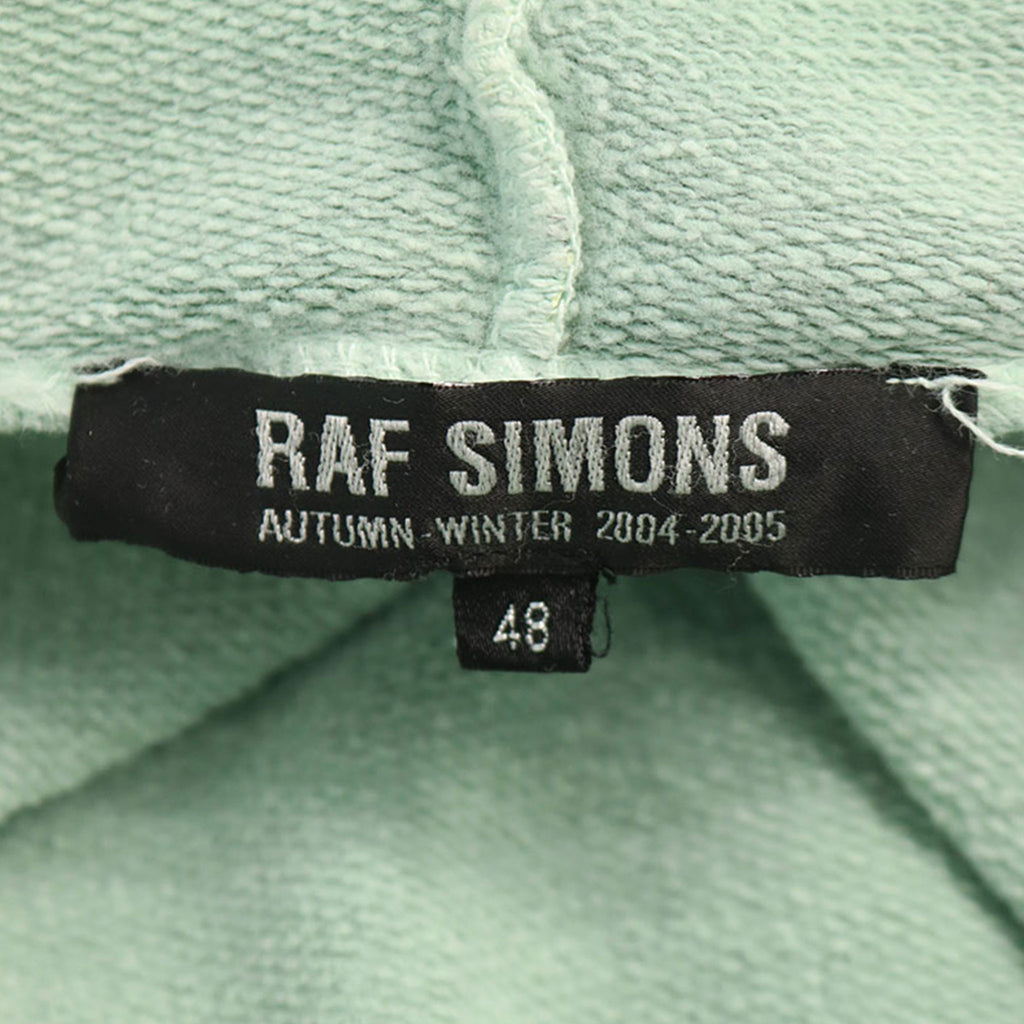 RAF SIMONS
AUTUMN-WINTER 2004-2005
48